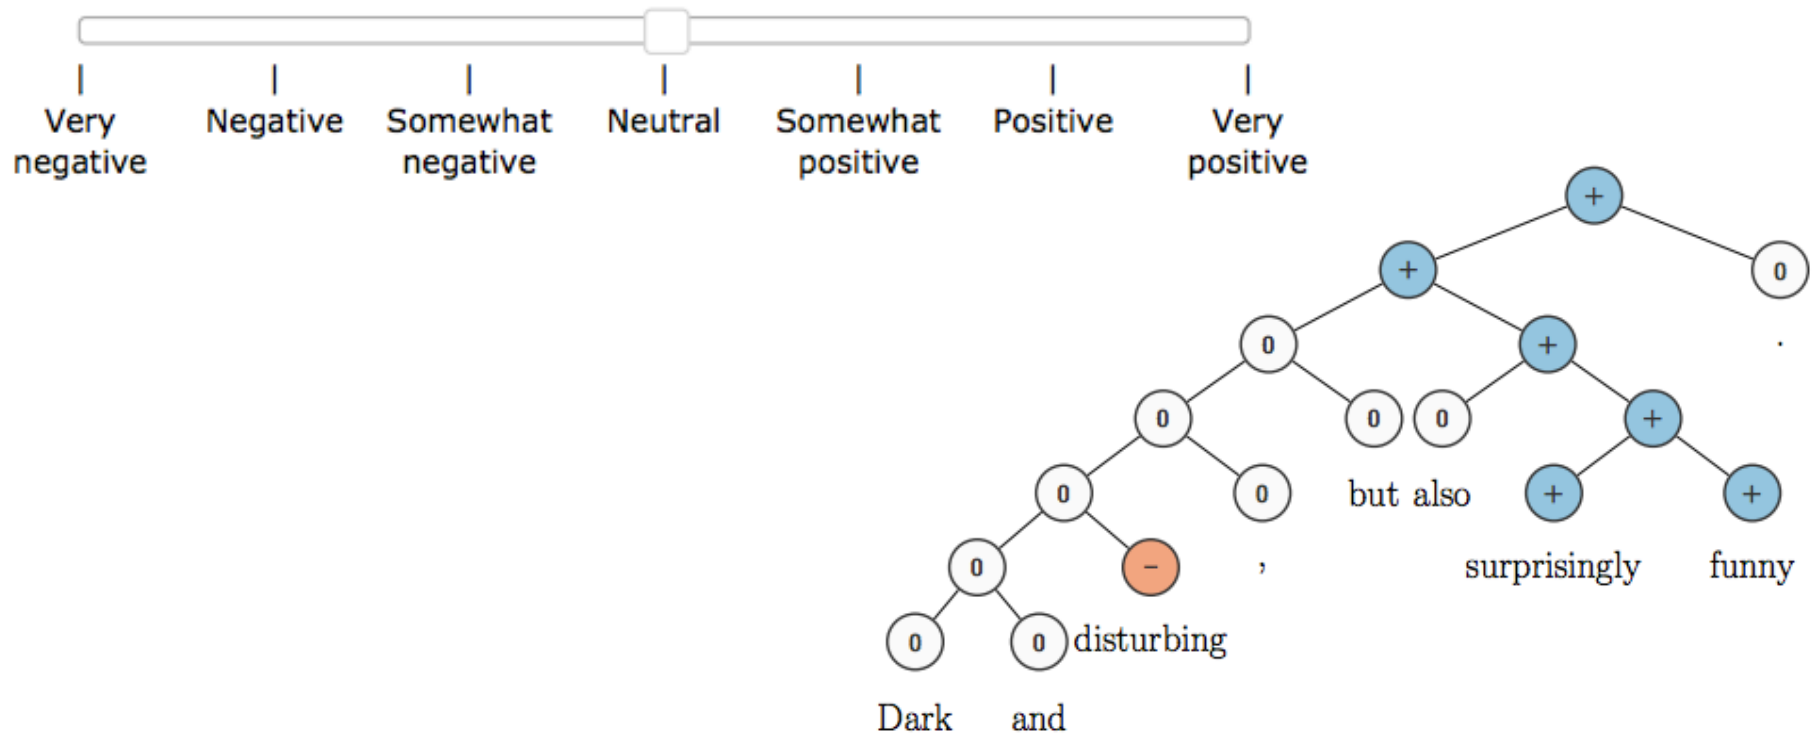 Very negative
Negative
Somewhat negative
Neutral
Somewhat positive
Positive
Very positive
+
+ 0
0 + .
0 0 0 +
0 0 but also + +
0 - , surprisingly funny
0 0 disturbing
Dark and